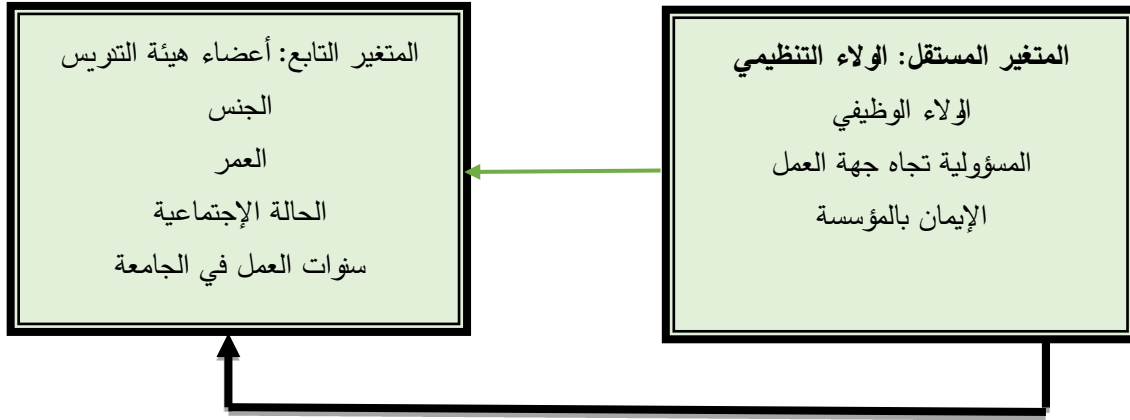 المتغير المستقل: الولاء التنظيمي
الولاء الوظيفي
المسؤولية تجاه جهة العمل
الإيمان بالمؤسسة
المتغير التابع: أعضاء هيئة التدريس
الجنس
العمر
الحالة الإجتماعية
سنوات العمل في الجامعة